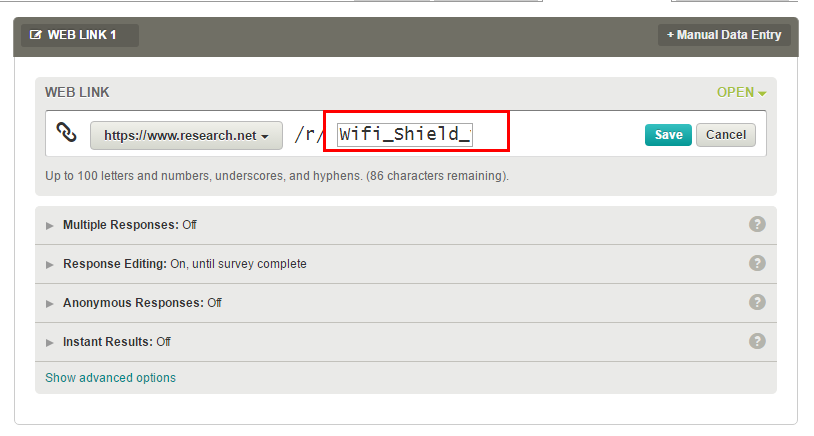 WEB LINK 1
+ Manual Data Entry
WEB LINK
OPEN
https://www.research.net /r/ Wifi_Shield_ Save Cancel
Up to 100 letters and numbers, underscores, and hyphens. (86 characters remaining).
Multiple Responses: Off ?
Response Editing: On, until survey complete ?
Anonymous Responses: Off ?
Instant Results: Off ?
Show advanced options